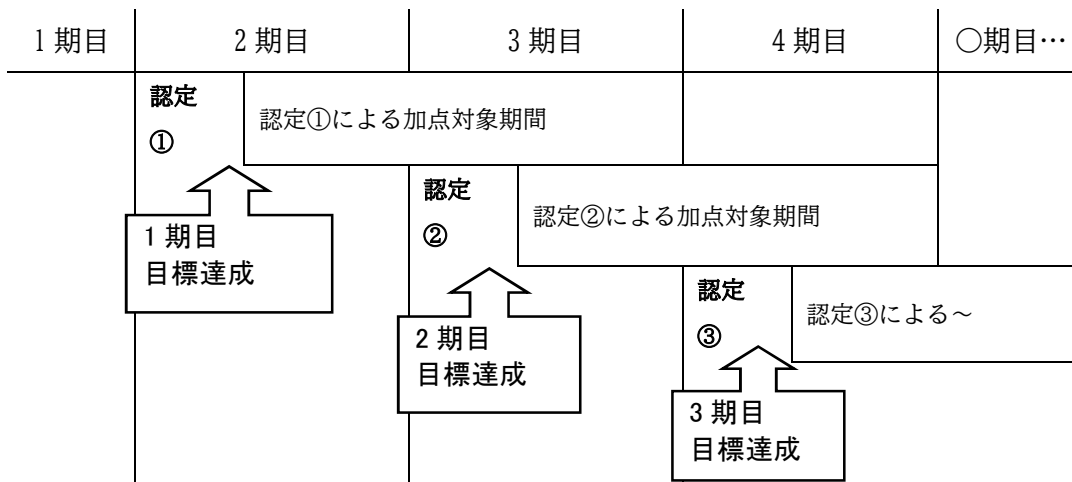 1期目
2期目
3期目
4期目
○期目…
認定
①
認定①による加点対象期間
1期目
目標達成
認定
②
認定②による加点対象期間
2期目
目標達成
認定
③
認定③による～
3期目
目標達成